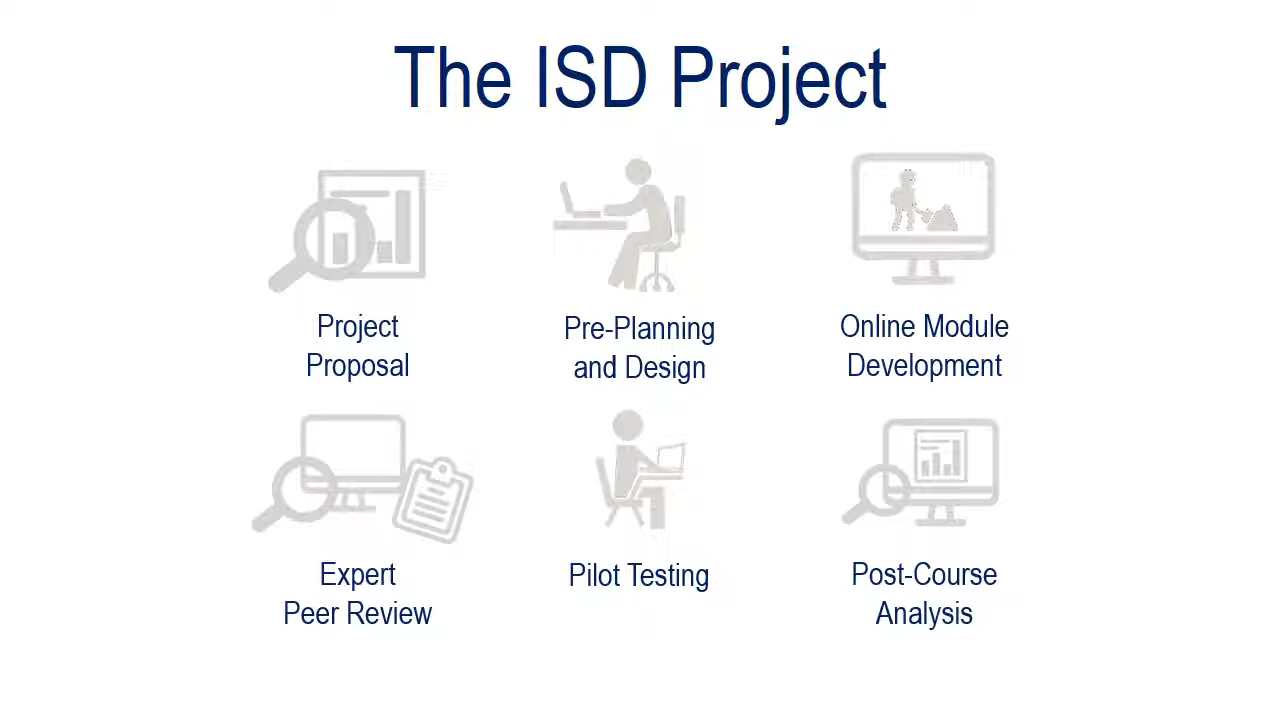 The ISD Project
Project
Proposal
Pre-Planning
and Design
Online Module
Development
Expert
Peer Review
Pilot Testing
Post-Course
Analysis